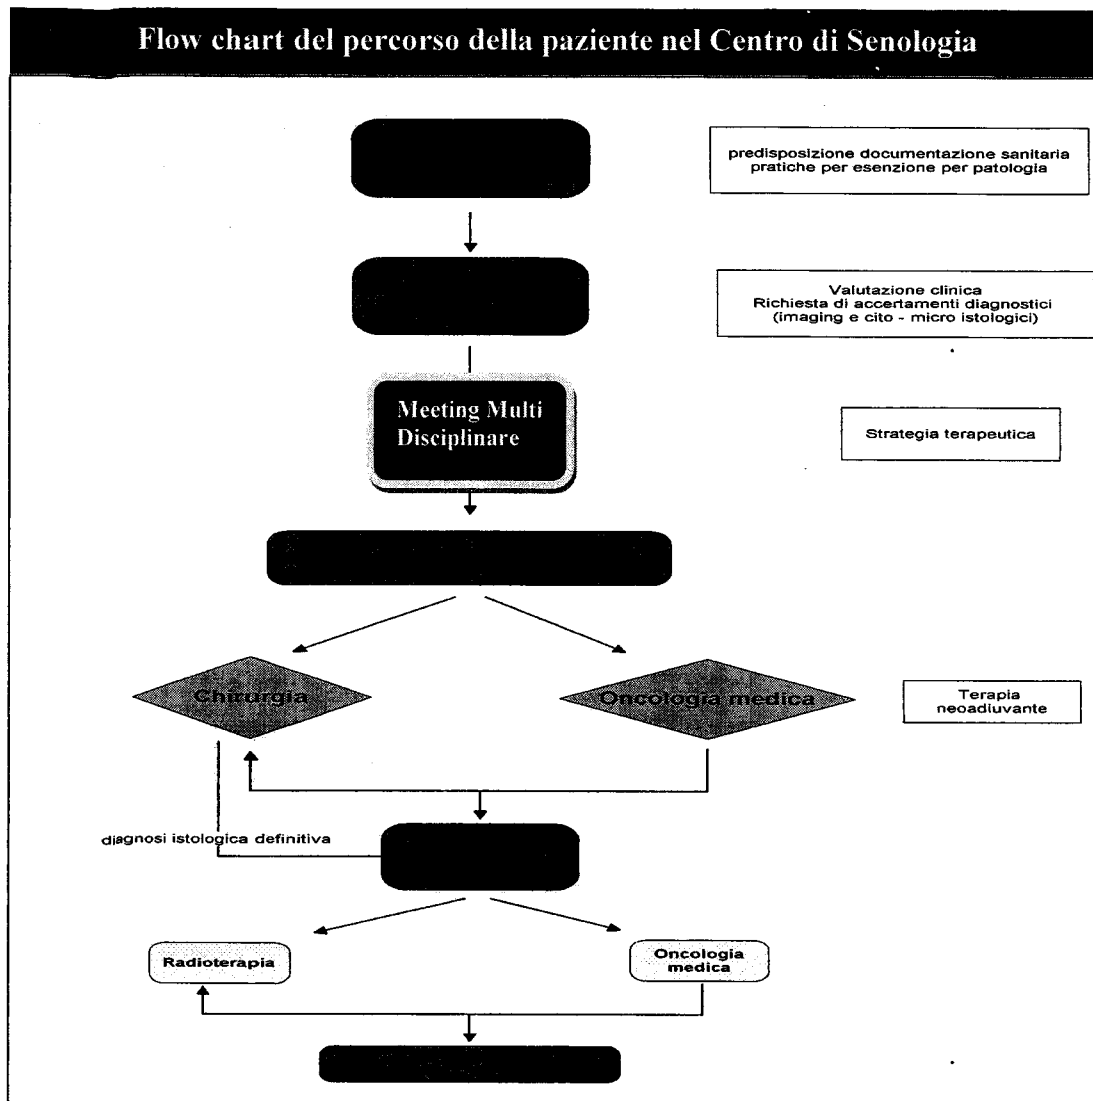 Flow chart del percorso della paziente nel Centro di Senologia
predisposizione documentazione sanitaria
pratiche per esenzione per patologia
Valutazione clinica
Richiesta di accertamenti diagnostici
(imaging e cito - micro istologici)
Meeting Multi
Disciplinare
Strategia terapeutica
Chirurgia
Oncologia medica
Terapia
neoadiuvante
diagnosi istologica definitiva
Radioterapia
Oncologia
medica